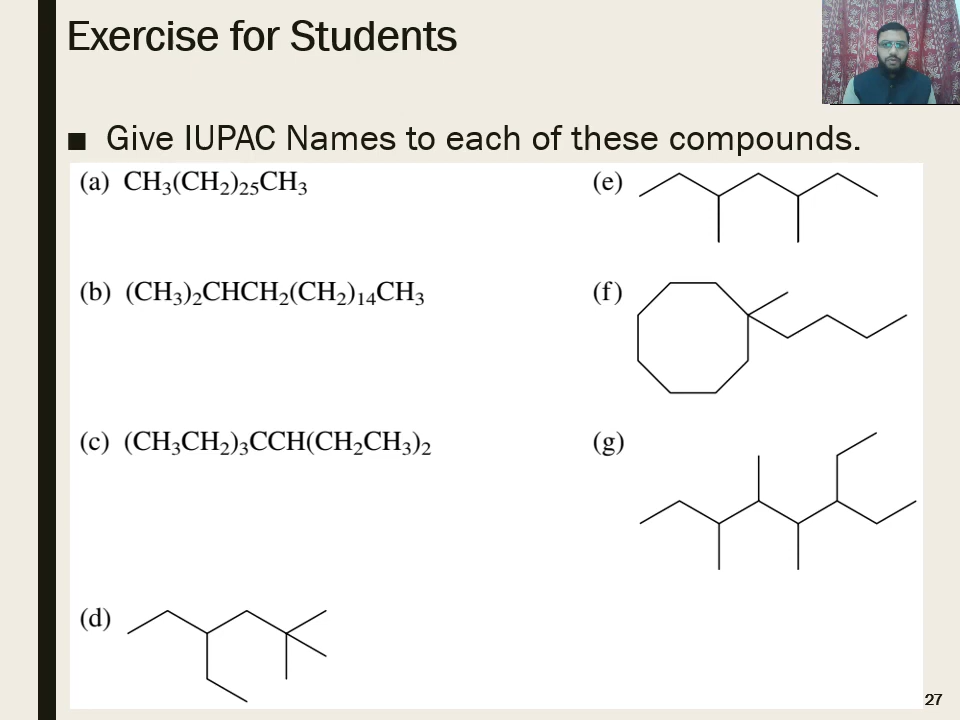 Exercise for Students
■ Give IUPAC Names to each of these compounds.
(a) CH₃(CH₂)₂₅CH₃
(e)
(b) (CH₃)₂CHCH₂(CH₂)₁₄CH₃
(f)
(c) (CH₃CH₂)₃CCH(CH₂CH₃)₂
(g)
(d)
27